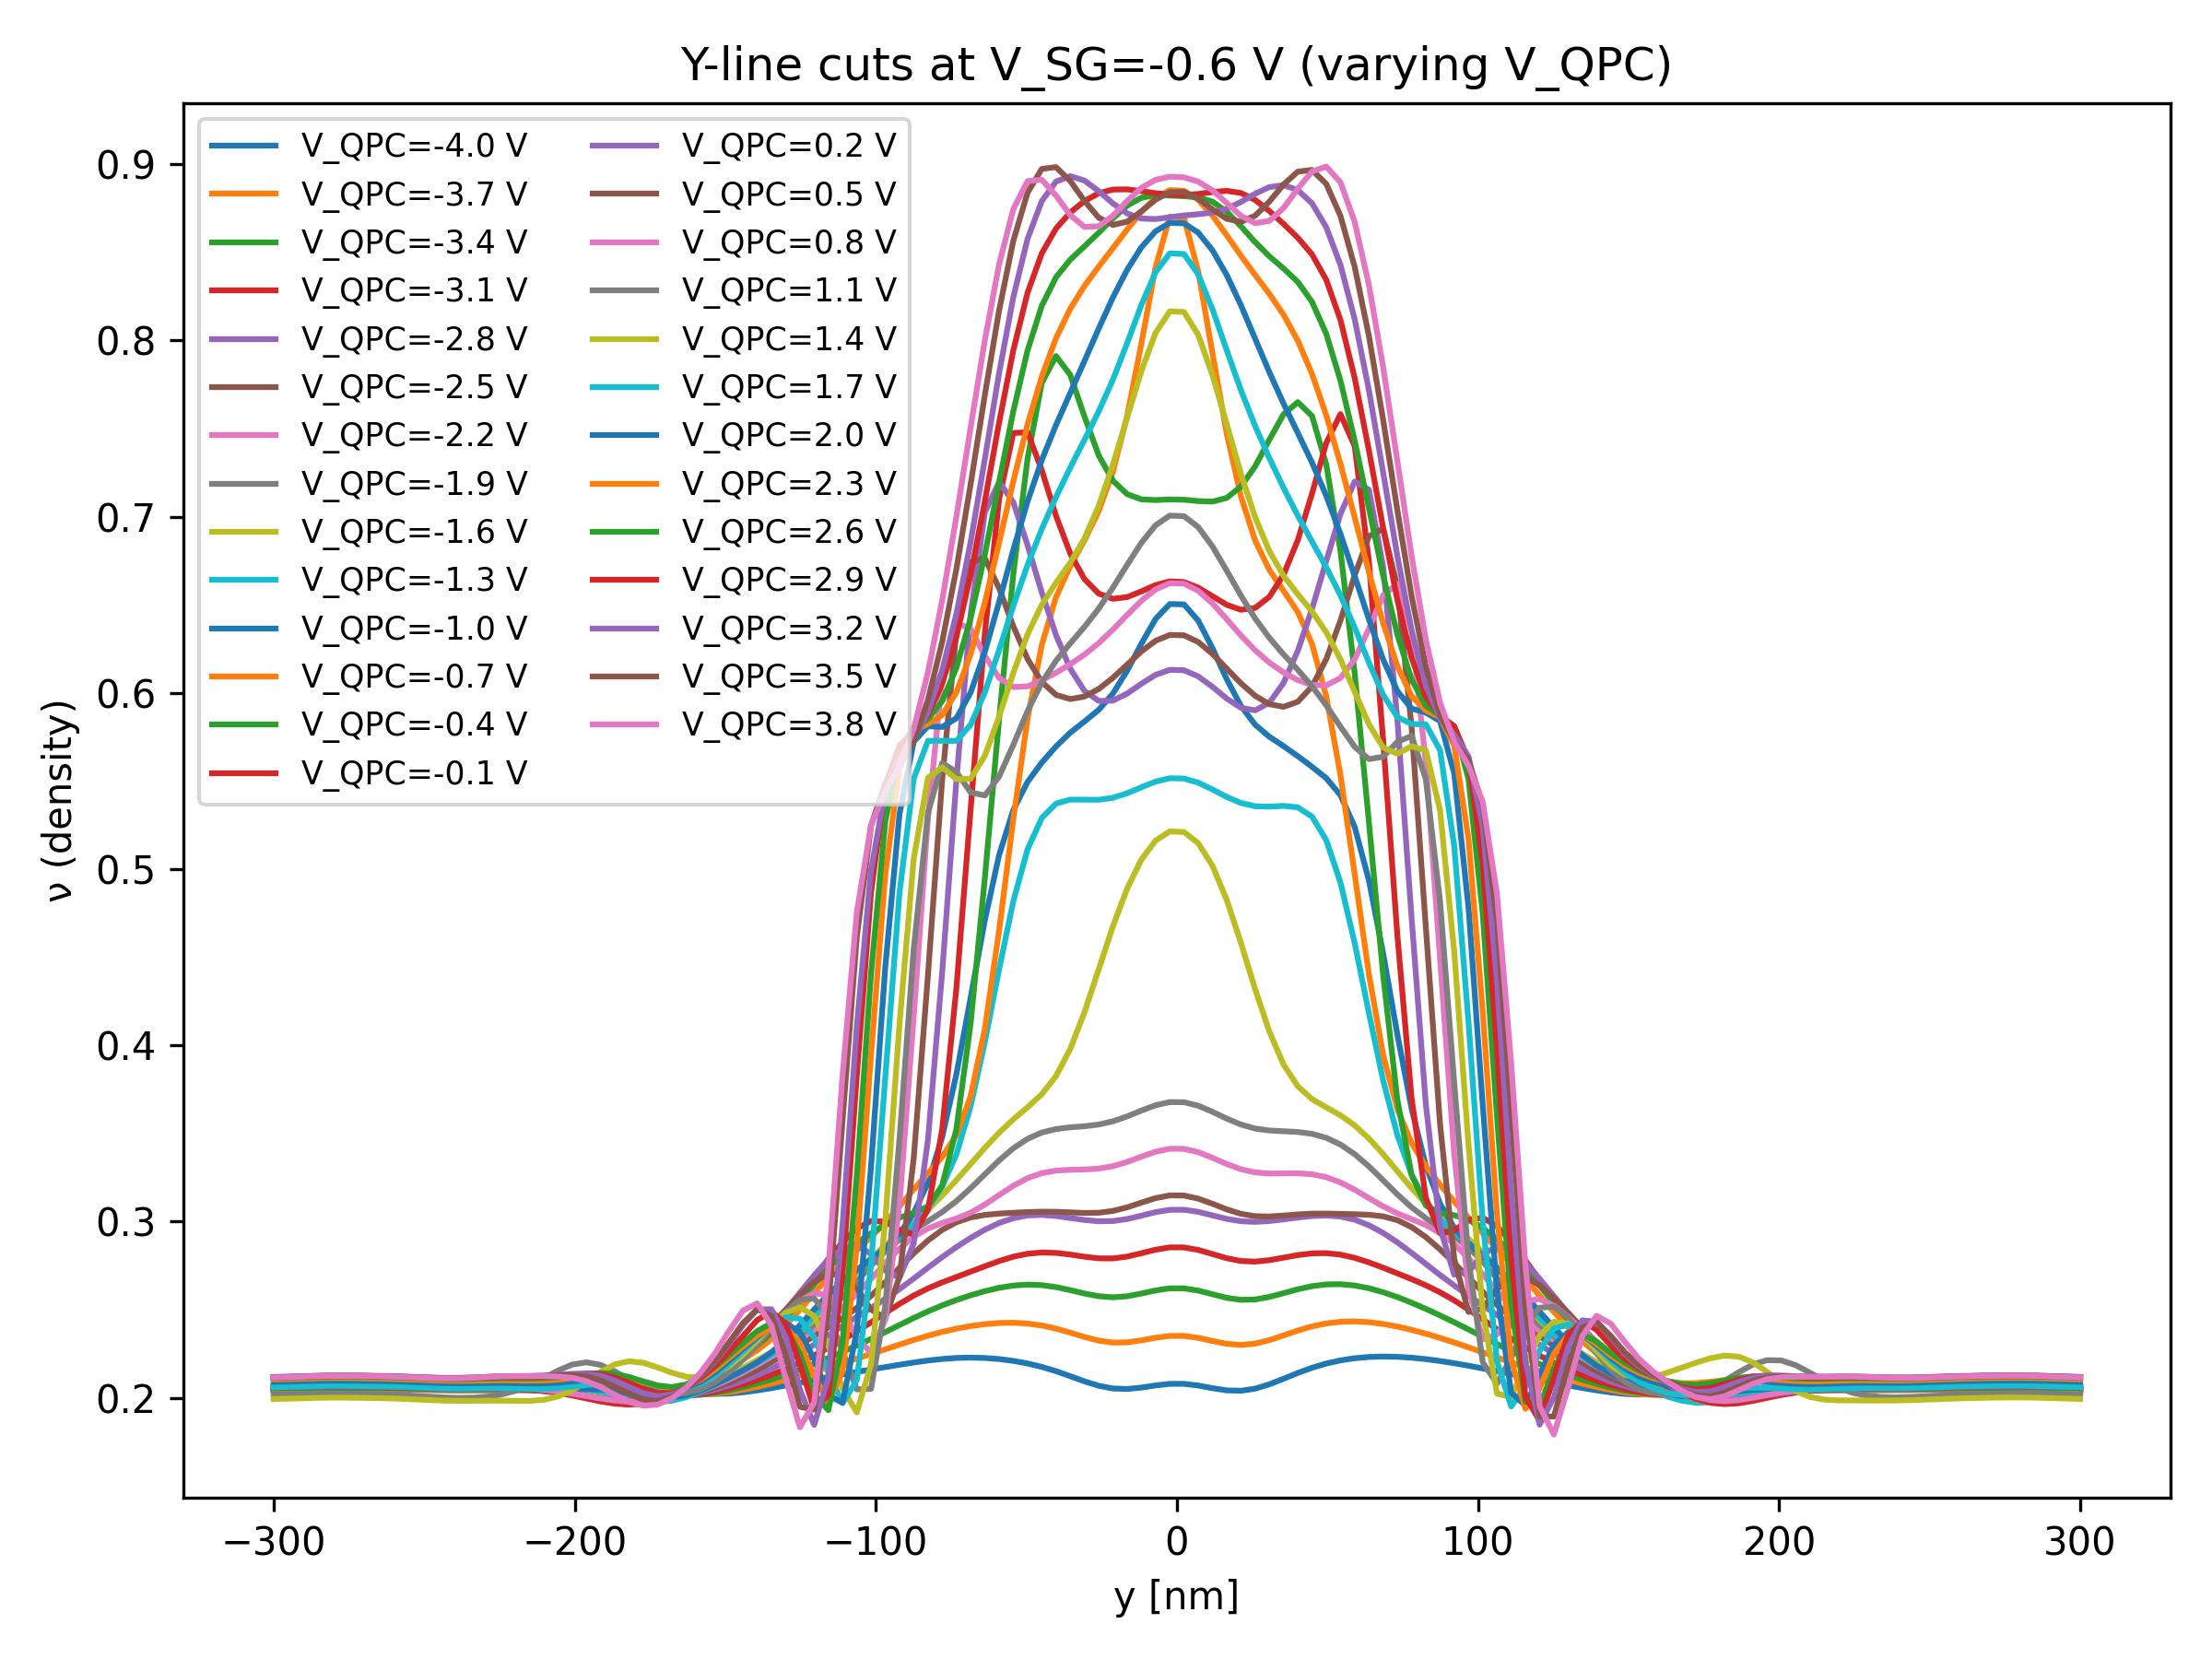 Y-line cuts at V_SG=-0.6 V (varying V_QPC)
V_QPC=-4.0 V
V_QPC=-3.7 V
V_QPC=-3.4 V
V_QPC=-3.1 V
V_QPC=-2.8 V
V_QPC=-2.5 V
V_QPC=-2.2 V
V_QPC=-1.9 V
V_QPC=-1.6 V
V_QPC=-1.3 V
V_QPC=-1.0 V
V_QPC=-0.7 V
V_QPC=-0.4 V
V_QPC=-0.1 V
V_QPC=0.2 V
V_QPC=0.5 V
V_QPC=0.8 V
V_QPC=1.1 V
V_QPC=1.4 V
V_QPC=1.7 V
V_QPC=2.0 V
V_QPC=2.3 V
V_QPC=2.6 V
V_QPC=2.9 V
V_QPC=3.2 V
V_QPC=3.5 V
V_QPC=3.8 V
ν (density)
0.9
0.8
0.7
0.6
0.5
0.4
0.3
0.2
−300
−200
−100
0
100
200
300
y [nm]